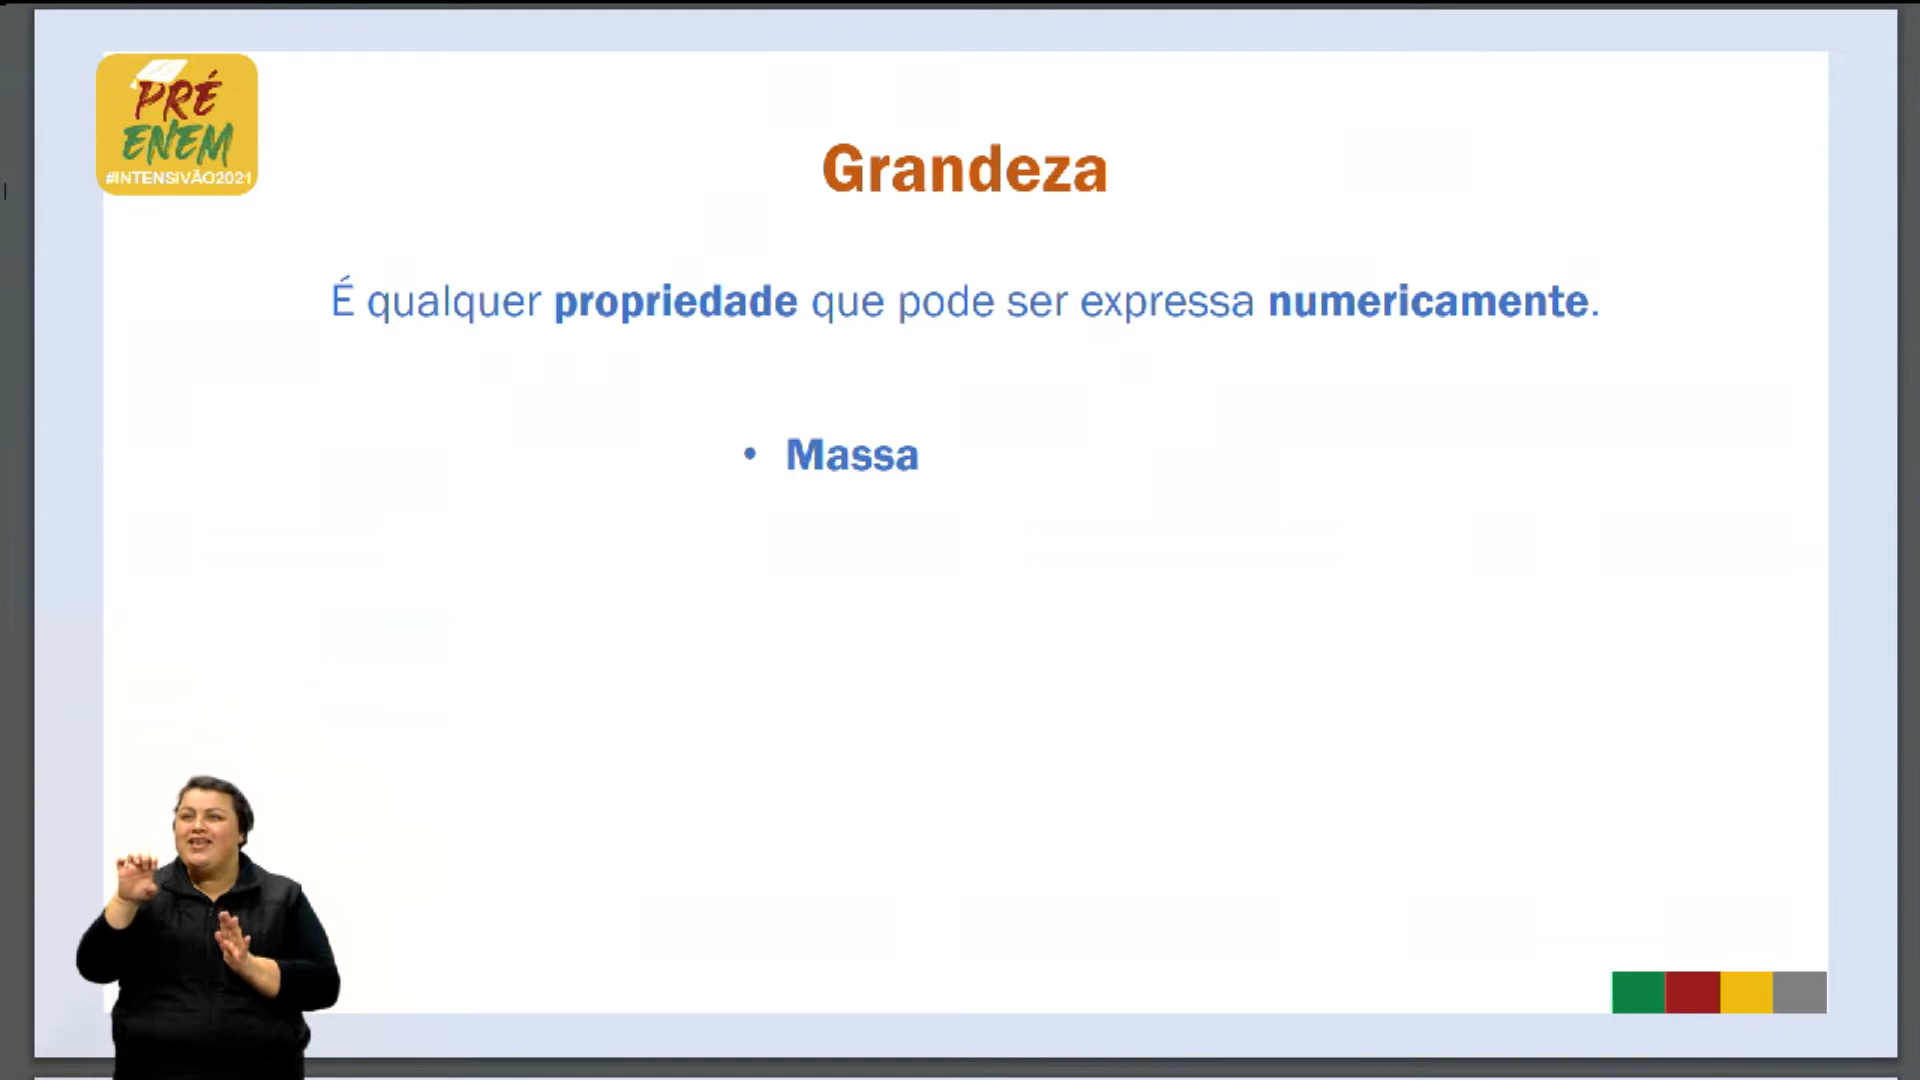 PRÉ
ENEM
#INTENSIVÃO2021
Grandeza
É qualquer propriedade que pode ser expressa numericamente.
• Massa